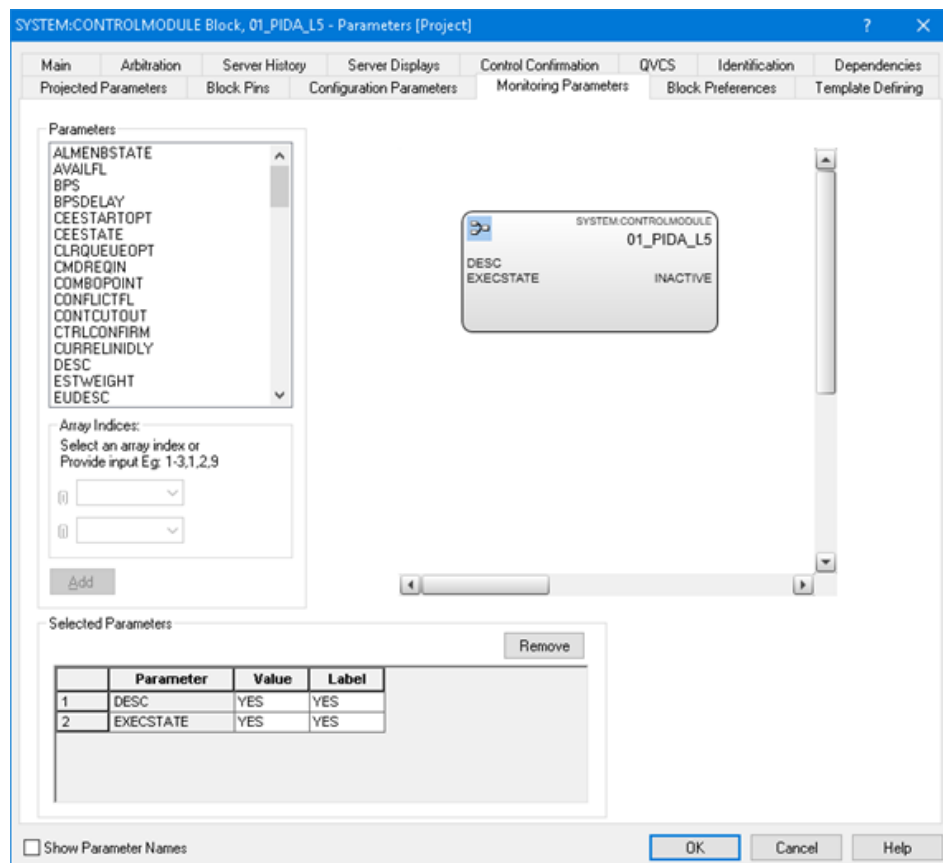 SYSTEM:CONTROLMODULE Block, 01_PIDA_L5 - Parameters [Project] ?
Main Arbitration Server History Server Displays Control Confirmation QVCS Identification Dependencies
Projected Parameters Block Pins Configuration Parameters Monitoring Parameters Block Preferences Template Defining
Parameters
ALMENBSTATE
AVAILFL
BPS
BPSDELAY
CEESTARTOPT
CEESTATE
CLRQUEUEOPT
CMDREQIN
COMBOPOINT
CONFLICTFL
CONTCUTOUT
CTRLCONFIRM
CURRELINIDLY
DESC
ESTWEIGHT
EUDESC
SYSTEM:CONTROLMODULE
01_PIDA_L5
DESC
EXECSTATE INACTIVE
Array Indices:
Select an array index or
Provide input Eg: 1-3,1,2,9
Add
Selected Parameters
Remove
Parameter Value Label
1 DESC YES YES
2 EXECSTATE YES YES
Show Parameter Names
OK Cancel Help